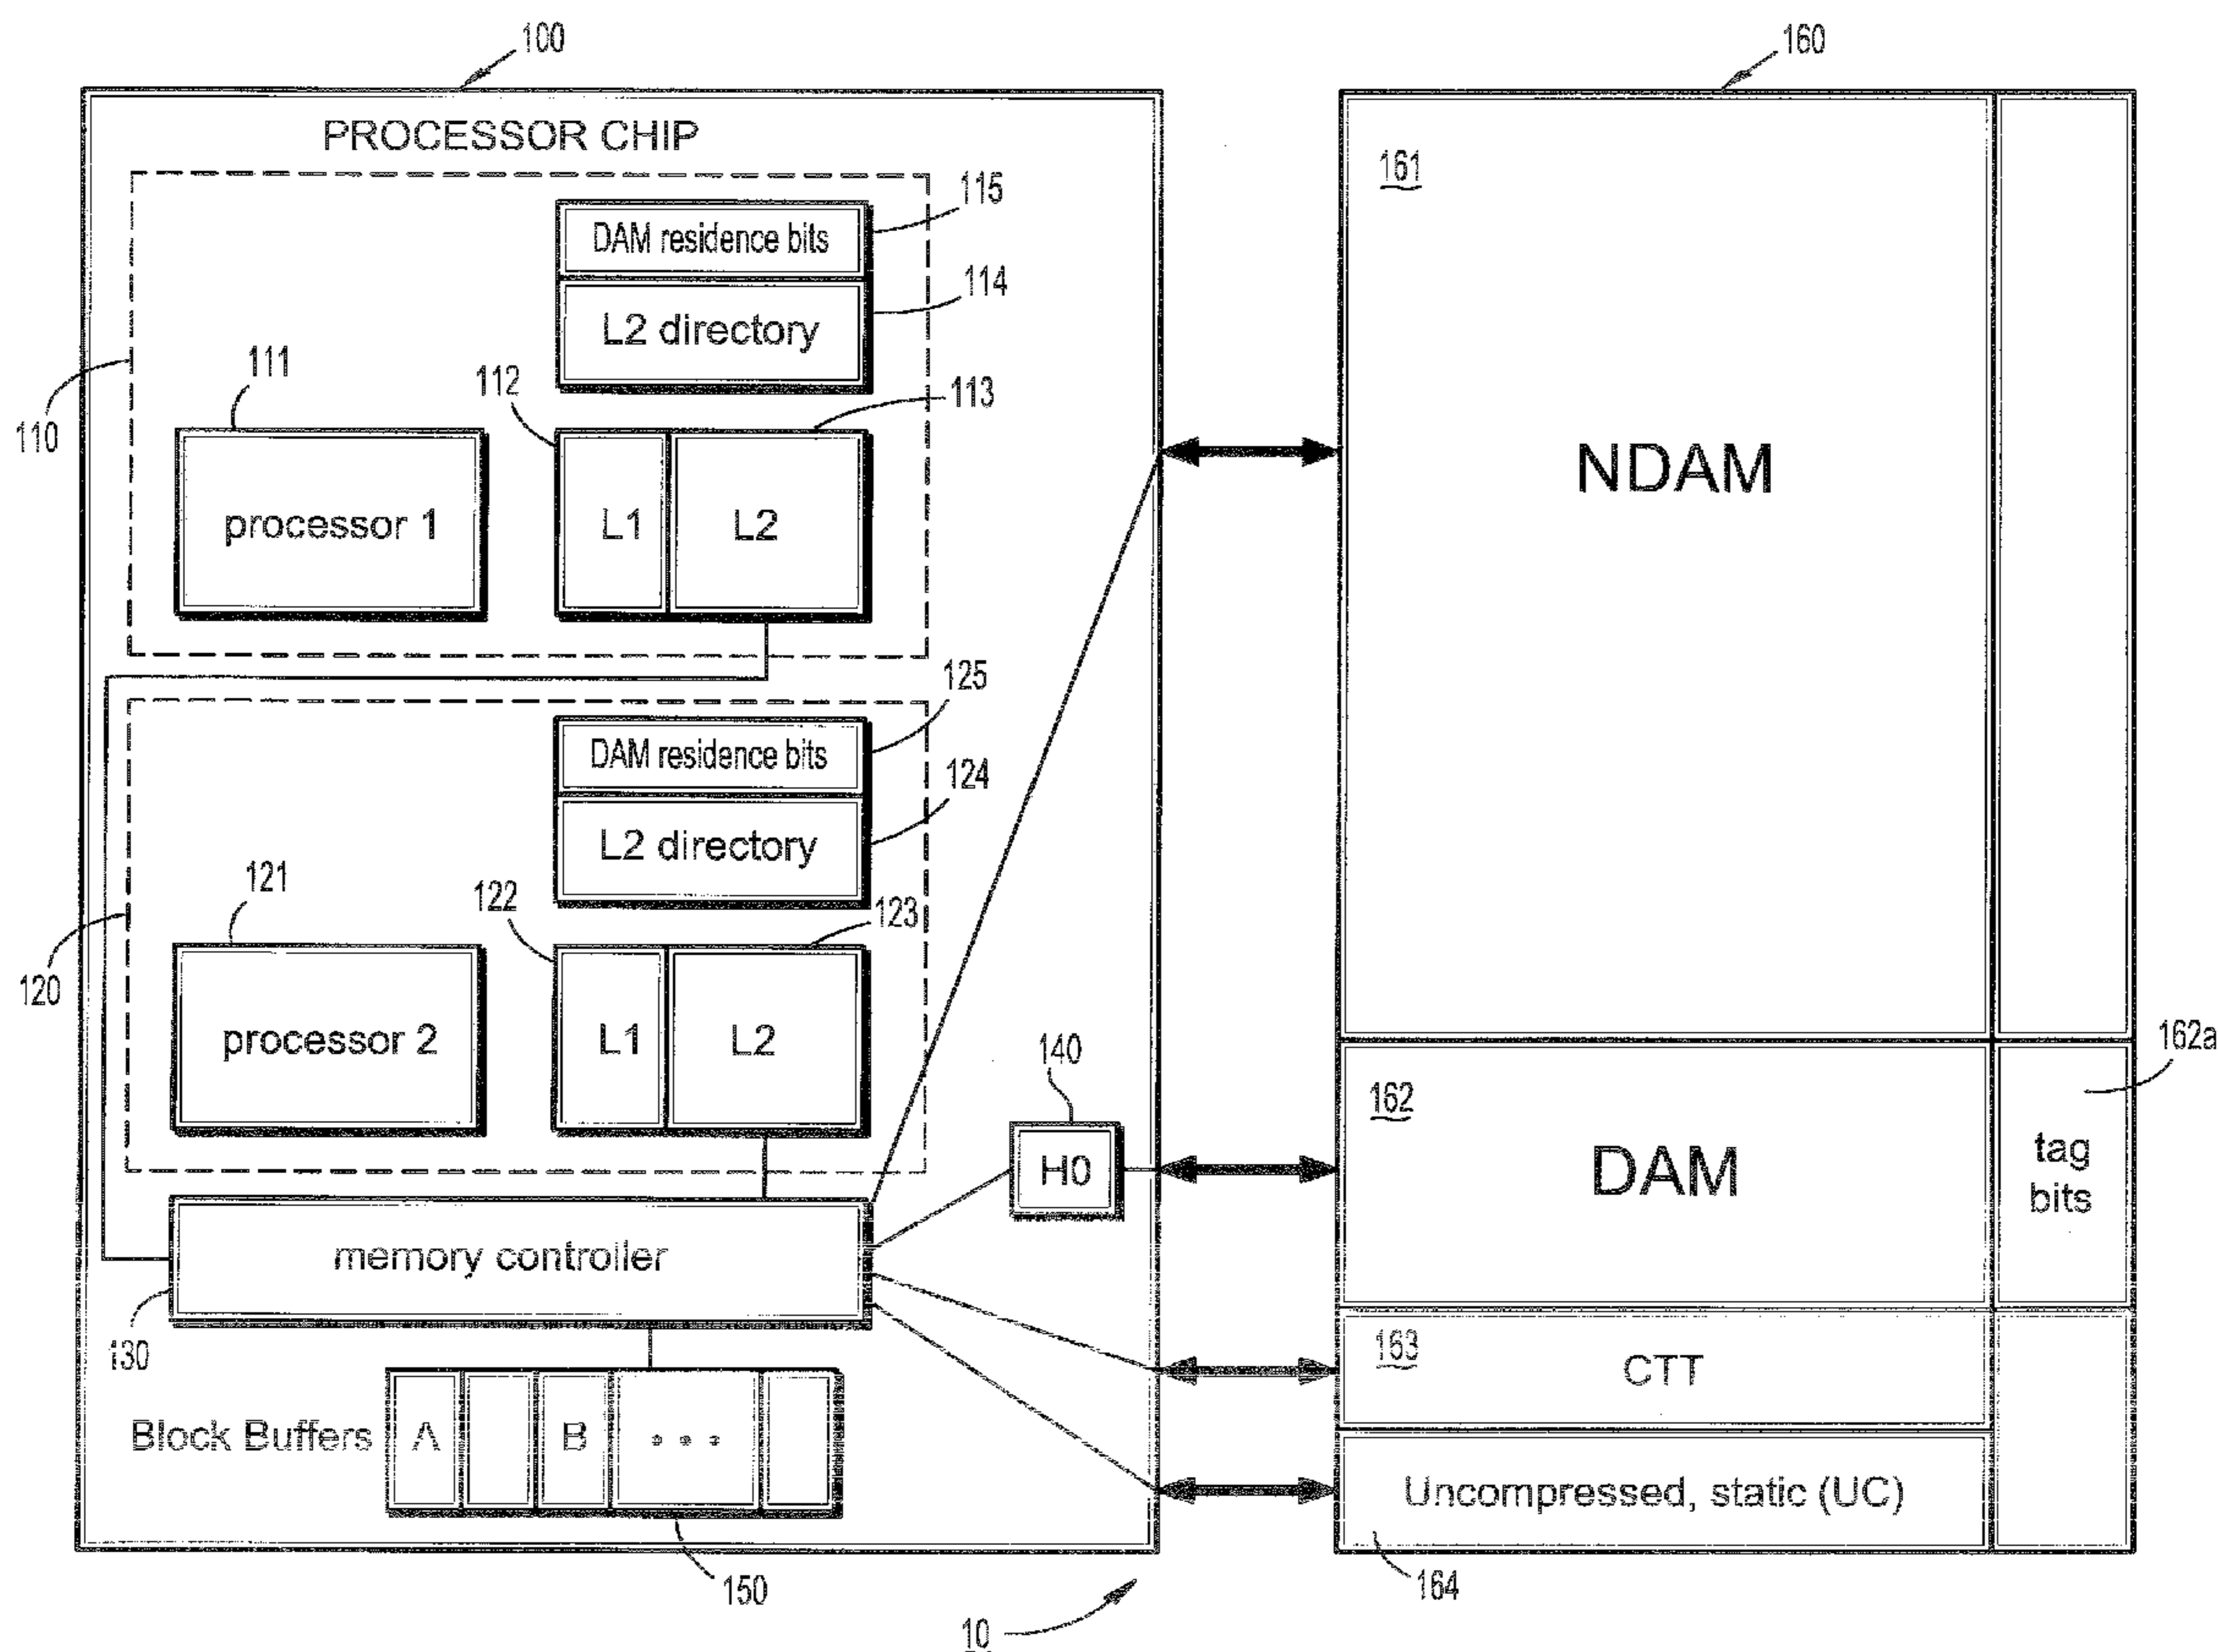 100
160
PROCESSOR CHIP
161
115
DAM residence bits
114
L2 directory
110
111
112
113
processor 1
L1
L2
NDAM
125
DAM residence bits
124
L2 directory
120
121
122
123
processor 2
L1
L2
140
H0
162
162a
DAM
tag
bits
memory controller
130
163
CTT
Block Buffers
A
B
...
Uncompressed, static (UC)
150
164
10